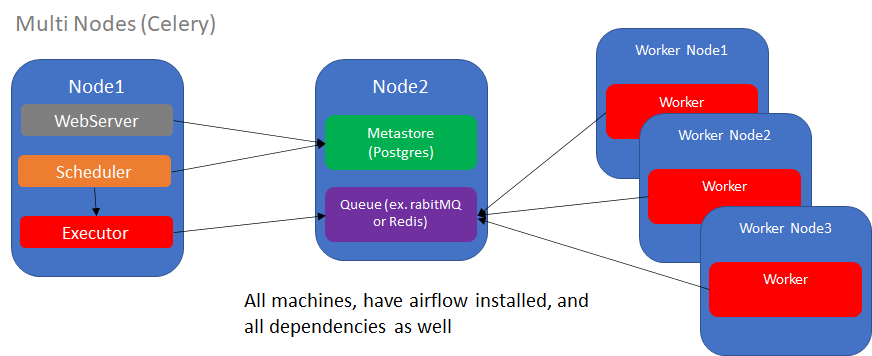 Multi Nodes (Celery)
Node1
WebServer
Scheduler
Executor
Node2
Metastore
(Postgres)
Queue (ex. rabitMQ
or Redis)
Worker Node1
Worker
Worker Node2
Worker
Worker Node3
Worker
All machines, have airflow installed, and
all dependencies as well